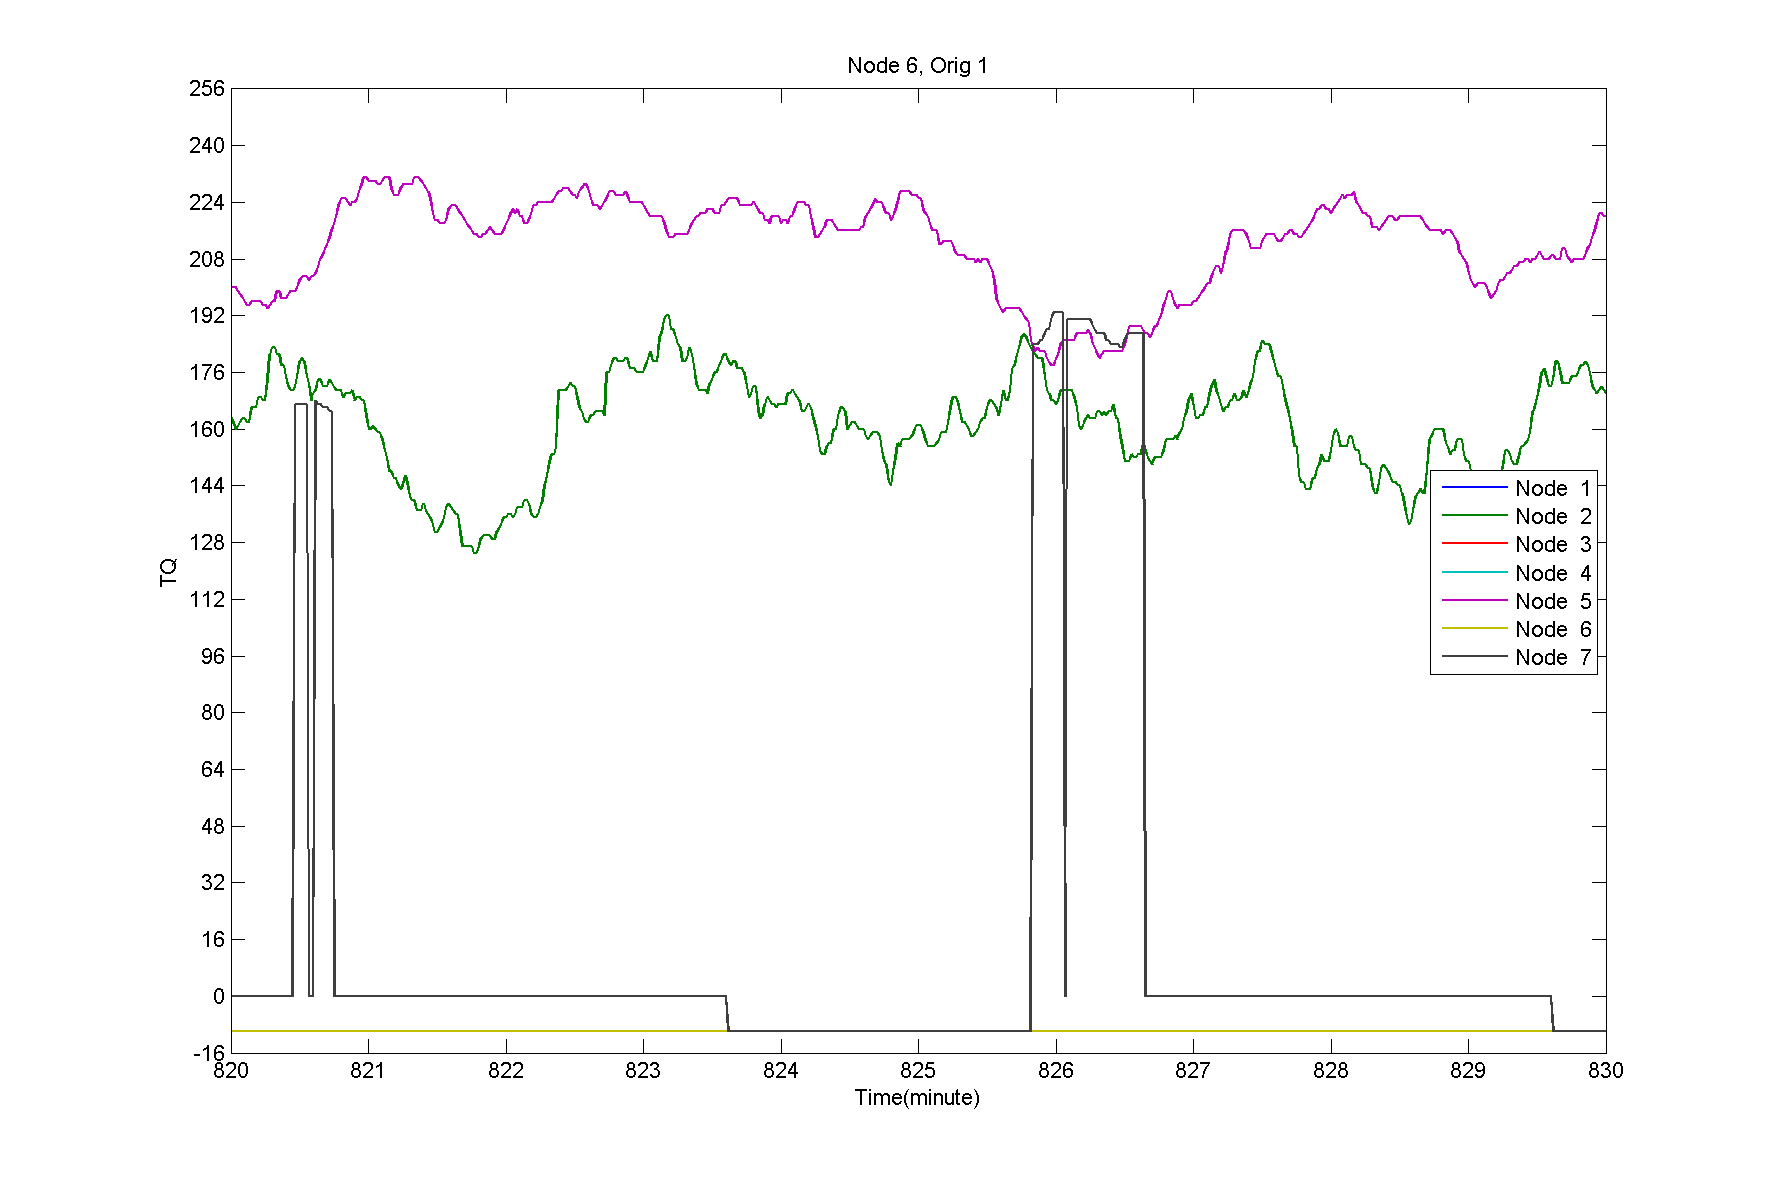 Node 6, Orig 1
256
240
224
208
192
176
160
144
128
112
96
80
64
48
32
16
0
-16
TQ
Node 1
Node 2
Node 3
Node 4
Node 5
Node 6
Node 7
820 821 822 823 824 825 826 827 828 829 830
Time(minute)